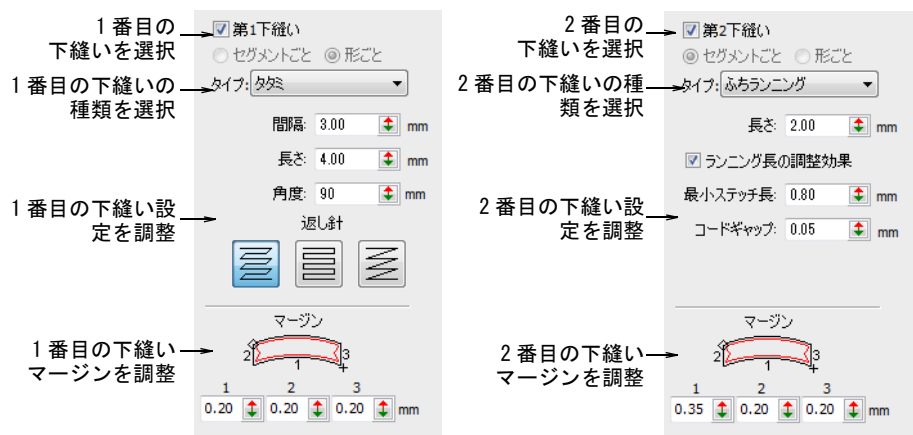 １番目の
下縫いを選択
第1下縫い
セグメントごと 形ごと
１番目の下縫いの
種類を選択
タイプ: タタミ
間隔: 3.00 mm
長さ: 4.00 mm
角度: 90 mm
１番目の下縫い設
定を調整
返し針
マージン
１番目の下縫い
マージンを調整
2 3
1
1 2 3
0.20 0.20 0.20 mm
２番目の
下縫いを選択
第2下縫い
セグメントごと 形ごと
２番目の下縫いの種
類を選択
タイプ: ふちランニング
長さ: 2.00 mm
ランニング長の調整効果
最小ステッチ長: 0.80 mm
２番目の下縫い設
定を調整
コードギャップ: 0.05 mm
マージン
２番目の下縫い
マージンを調整
2 3
1
1 2 3
0.35 0.20 0.20 mm